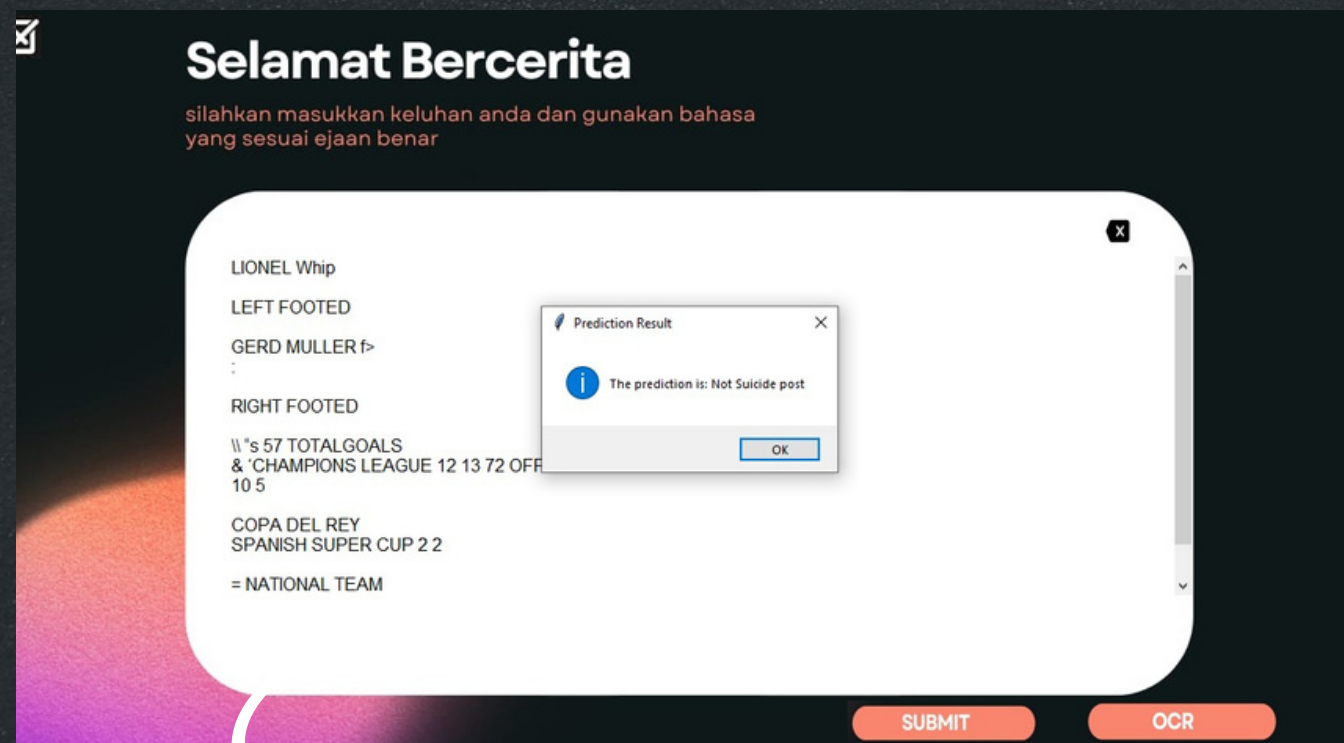 Selamat Bercerita
silahkan masukkan keluhan anda dan gunakan bahasa
yang sesuai ejaan benar
X
LIONEL Whip
LEFT FOOTED
GERD MULLER f>
:
RIGHT FOOTED
\\ "s 57 TOTALGOALS
& 'CHAMPIONS LEAGUE 12 13 72 OFF
10 5
COPA DEL REY
SPANISH SUPER CUP 2 2
= NATIONAL TEAM
Prediction Result
The prediction is: Not Suicide post
OK
SUBMIT
OCR